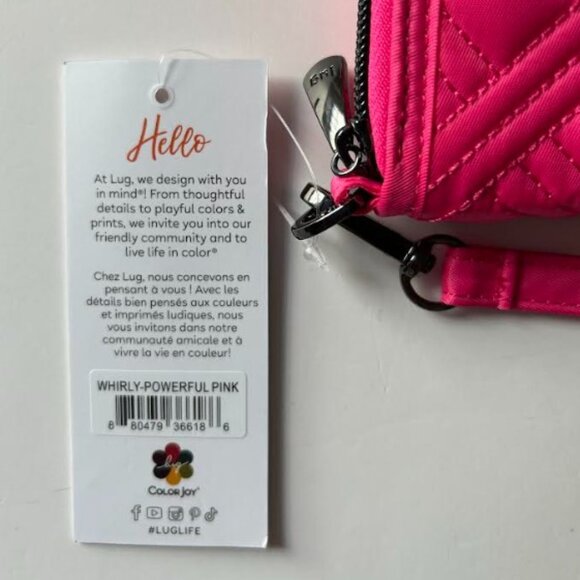 Hello
At Lug, we design with you
in mind®! From thoughtful
details to playful colors &
prints, we invite you into our
friendly community and to
live life in color®
Chez Lug, nous concevons en
pensant à vous ! Avec les
détails bien pensés aux couleurs
et imprimés ludiques, nous
vous invitons dans notre
communauté amicale et à
vivre la vie en couleur!
WHIRLY-POWERFUL PINK
8 80479 36618 6
COLOR JOY®
#LUGLIFE
Lug